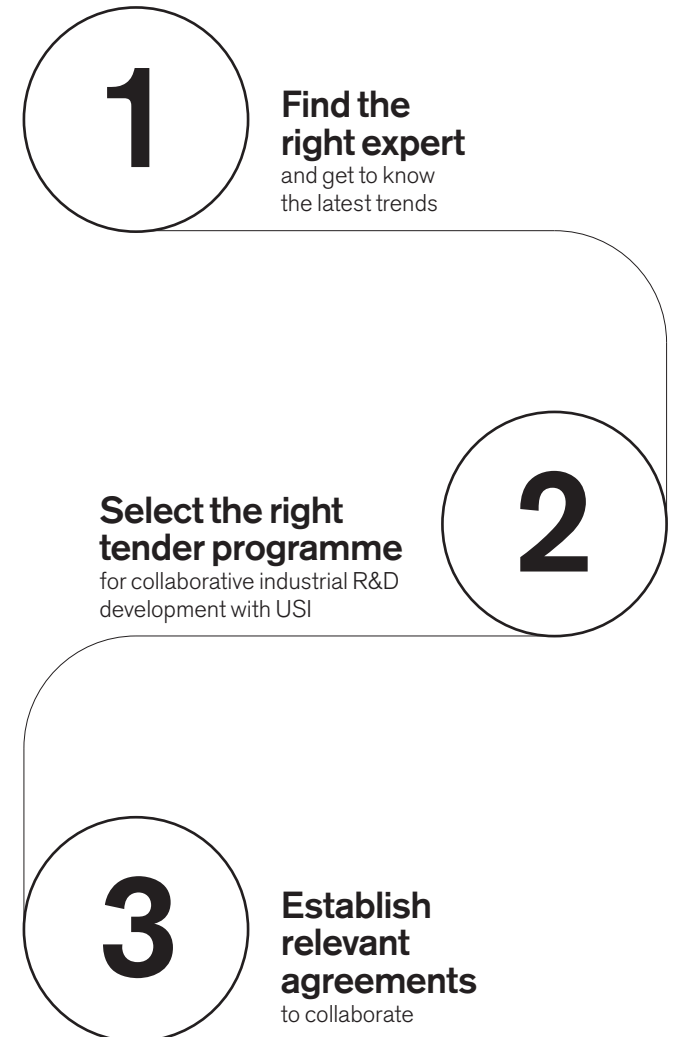 1
Find the
right expert
and get to know
the latest trends
2
Select the right
tender programme
for collaborative industrial R&D
development with USI
3
Establish
relevant
agreements
to collaborate